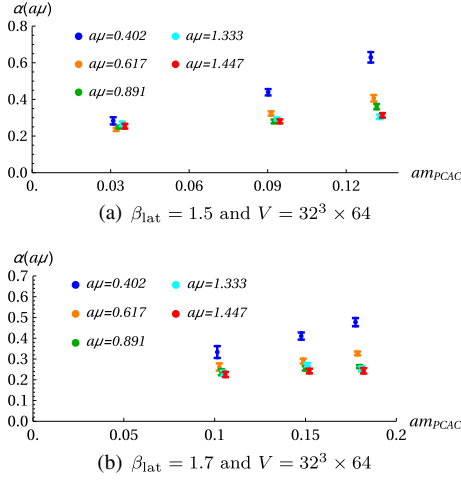 α(aμ)
0.8
aμ=0.402 aμ=1.333
0.6
aμ=0.617 aμ=1.447
0.4
aμ=0.891
0.2
0.0
0. 0.03 0.06 0.09 0.12 am_PCAC
(a) β_lat = 1.5 and V = 32³ × 64
α(aμ)
0.7
aμ=0.402 aμ=1.333
0.6
aμ=0.617 aμ=1.447
0.5
0.4
aμ=0.891
0.3
0.2
0.1
0.0
0. 0.05 0.1 0.15 0.2 am_PCAC
(b) β_lat = 1.7 and V = 32³ × 64